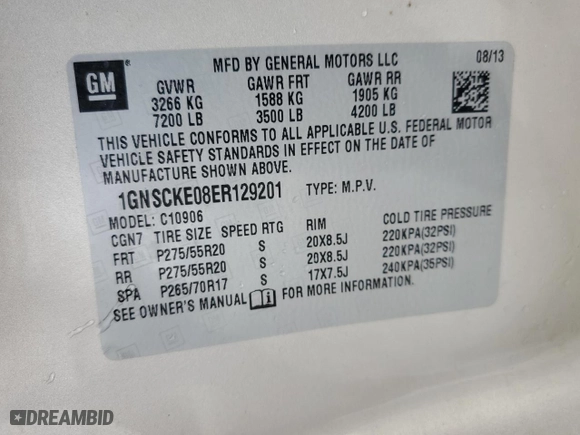 MFD BY GENERAL MOTORS LLC 08/13
GM
GVWR GAWR FRT GAWR RR
3266 KG 1588 KG 1905 KG
7200 LB 3500 LB 4200 LB
THIS VEHICLE CONFORMS TO ALL APPLICABLE U.S. FEDERAL MOTOR
VEHICLE SAFETY STANDARDS IN EFFECT ON THE DATE OF
MANUFACTURE SHOWN ABOVE.
1GNSCKE08ER129201 TYPE: M.P.V.
MODEL: C10906
CGN7 TIRE SIZE SPEED RTG RIM COLD TIRE PRESSURE
FRT P275/55R20 S 20X8.5J 220KPA(32PSI)
RR P275/55R20 S 20X8.5J 220KPA(32PSI)
SPA P265/70R17 S 17X7.5J 240KPA(35PSI)
SEE OWNER'S MANUAL FOR MORE INFORMATION.
DREAMBID